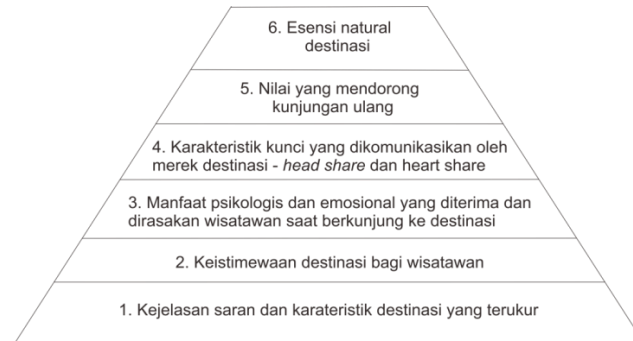 6. Esensi natural
destinasi
5. Nilai yang mendorong
kunjungan ulang
4. Karakteristik kunci yang dikomunikasikan oleh
merek destinasi - head share dan heart share
3. Manfaat psikologis dan emosional yang diterima dan
dirasakan wisatawan saat berkunjung ke destinasi
2. Keistimewaan destinasi bagi wisatawan
1. Kejelasan saran dan karateristik destinasi yang terukur